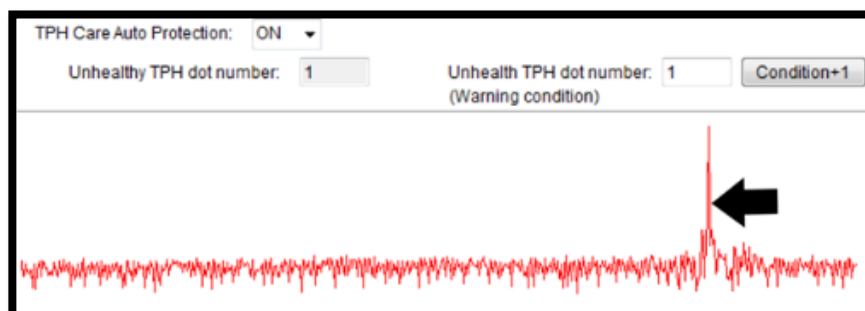 TPH Care Auto Protection: ON
Unhealthy TPH dot number: 1 Unhealth TPH dot number: 1 Condition+1
(Warning condition)